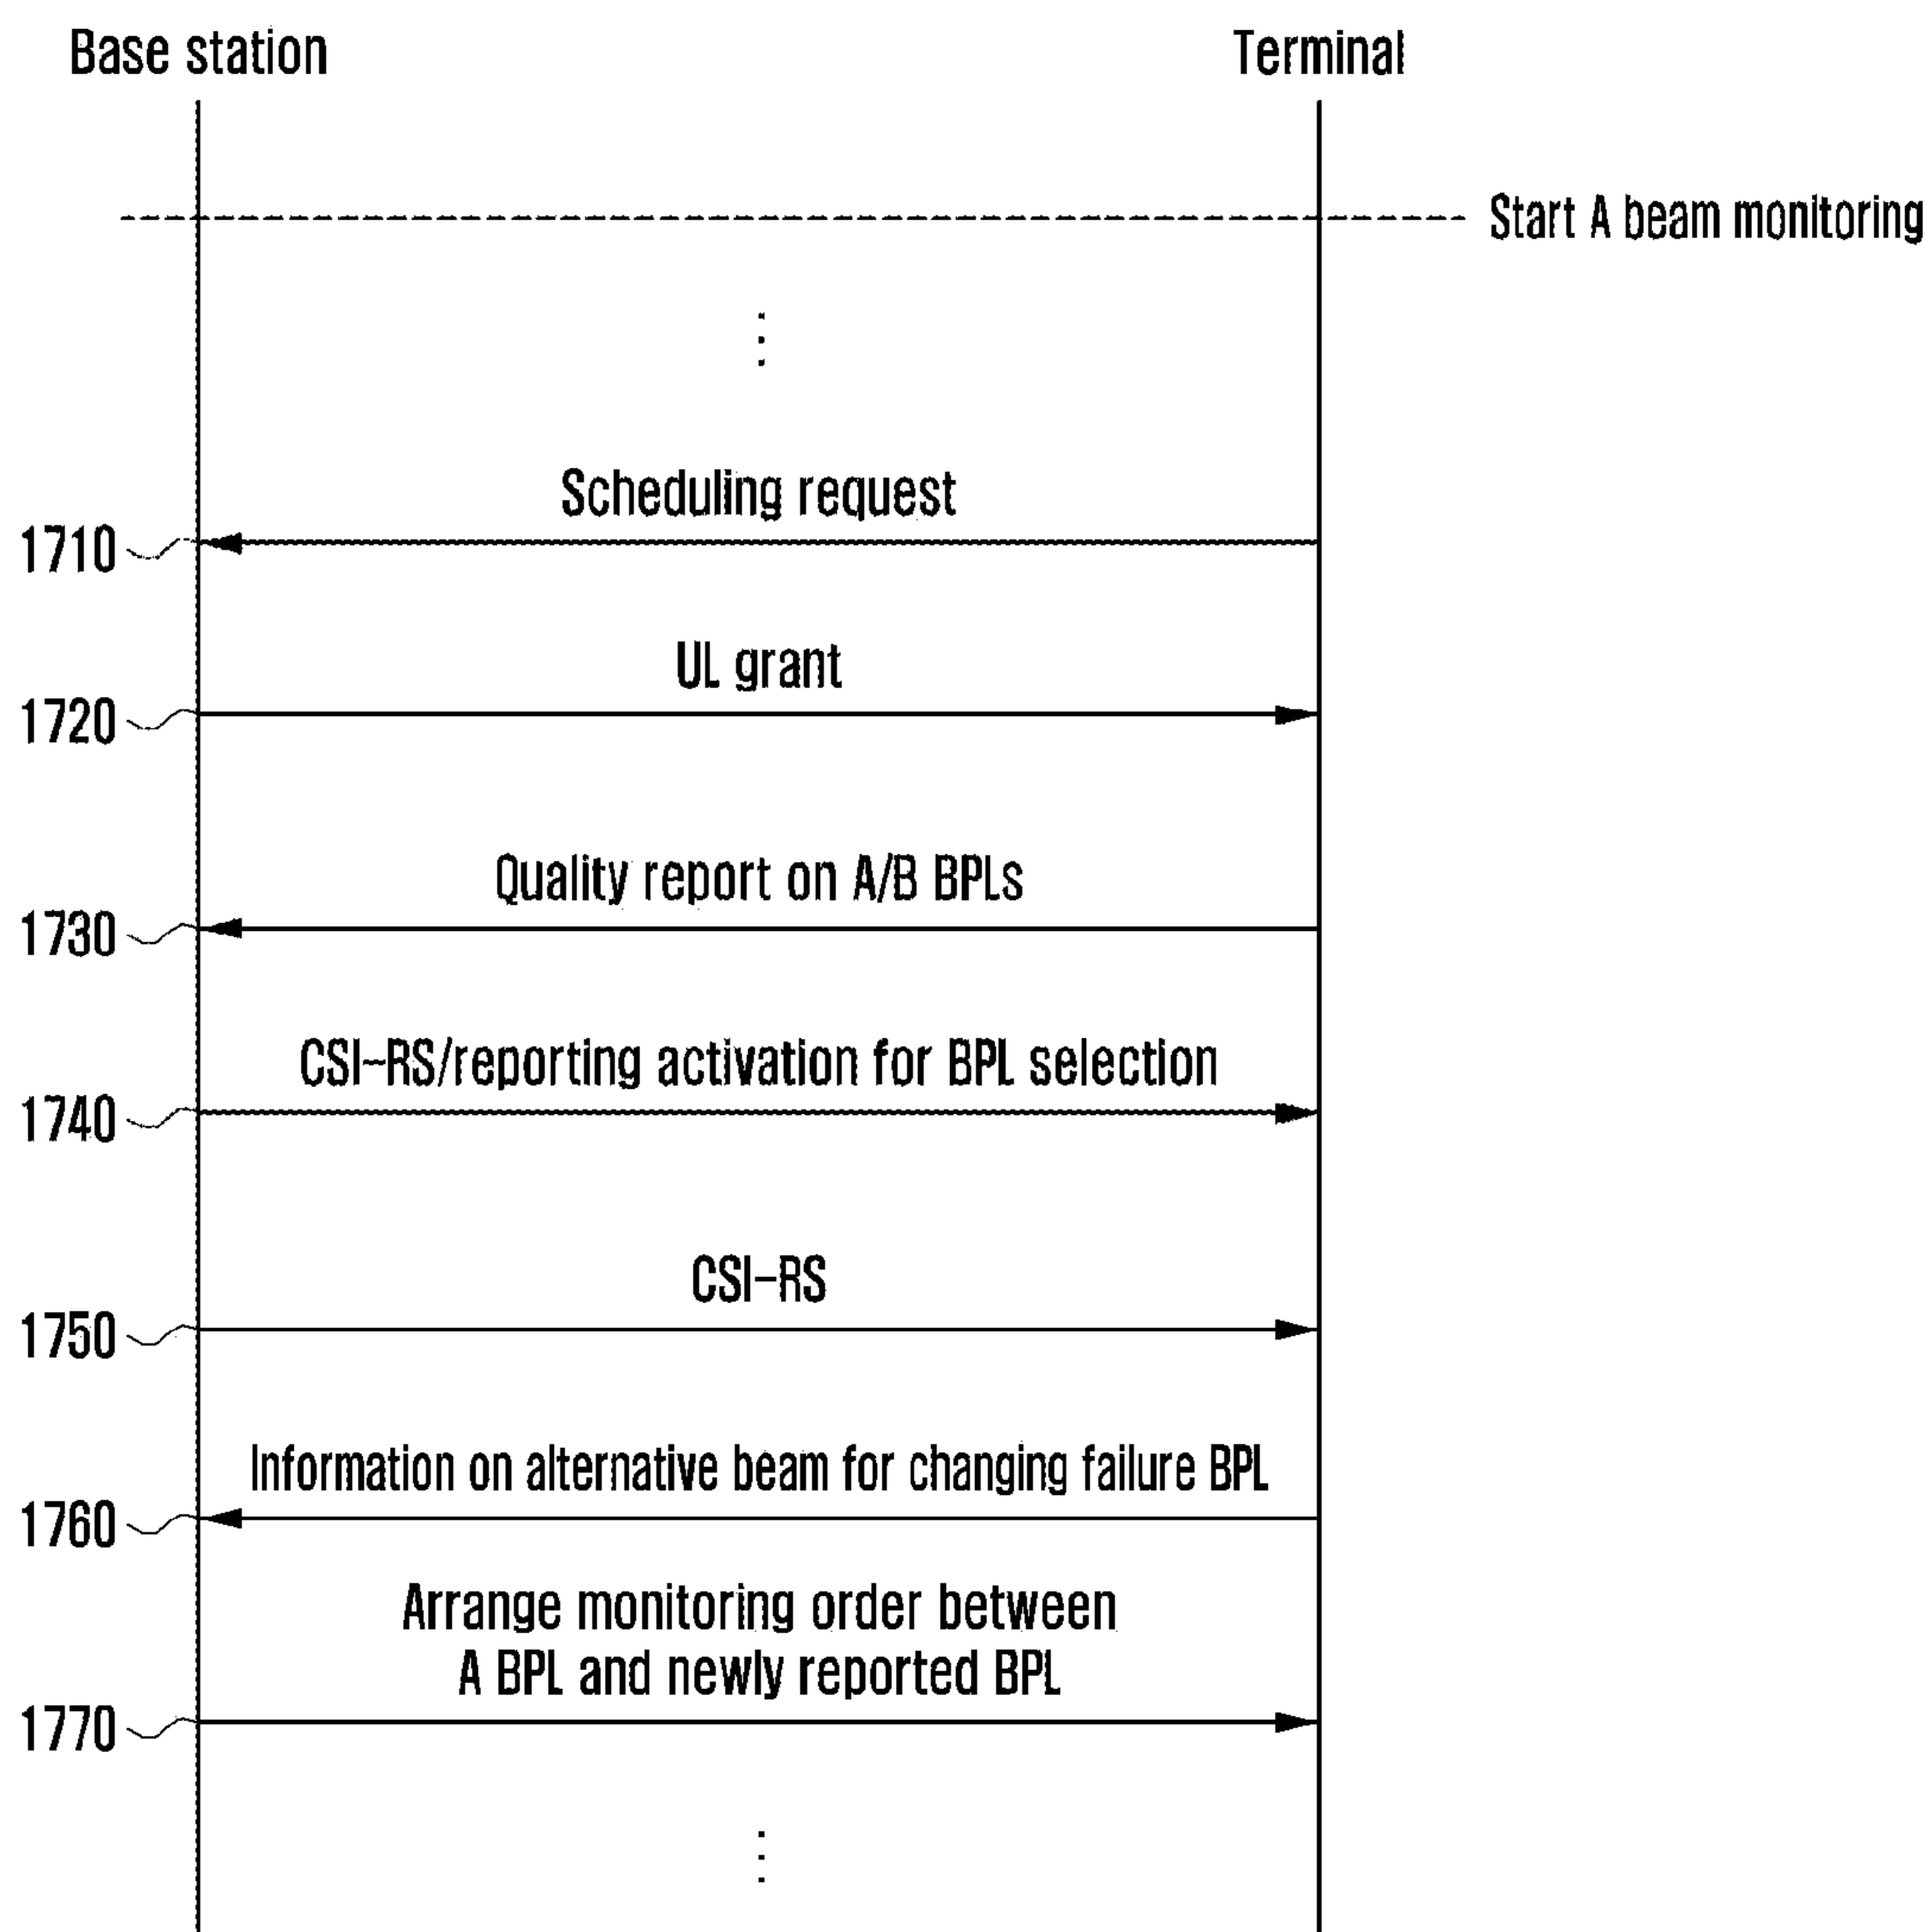 Base station
Terminal
Start A beam monitoring
Scheduling request
1710
UL grant
1720
Quality report on A/B BPLs
1730
CSI-RS/reporting activation for BPL selection
1740
CSI-RS
1750
Information on alternative beam for changing failure BPL
1760
Arrange monitoring order between
A BPL and newly reported BPL
1770